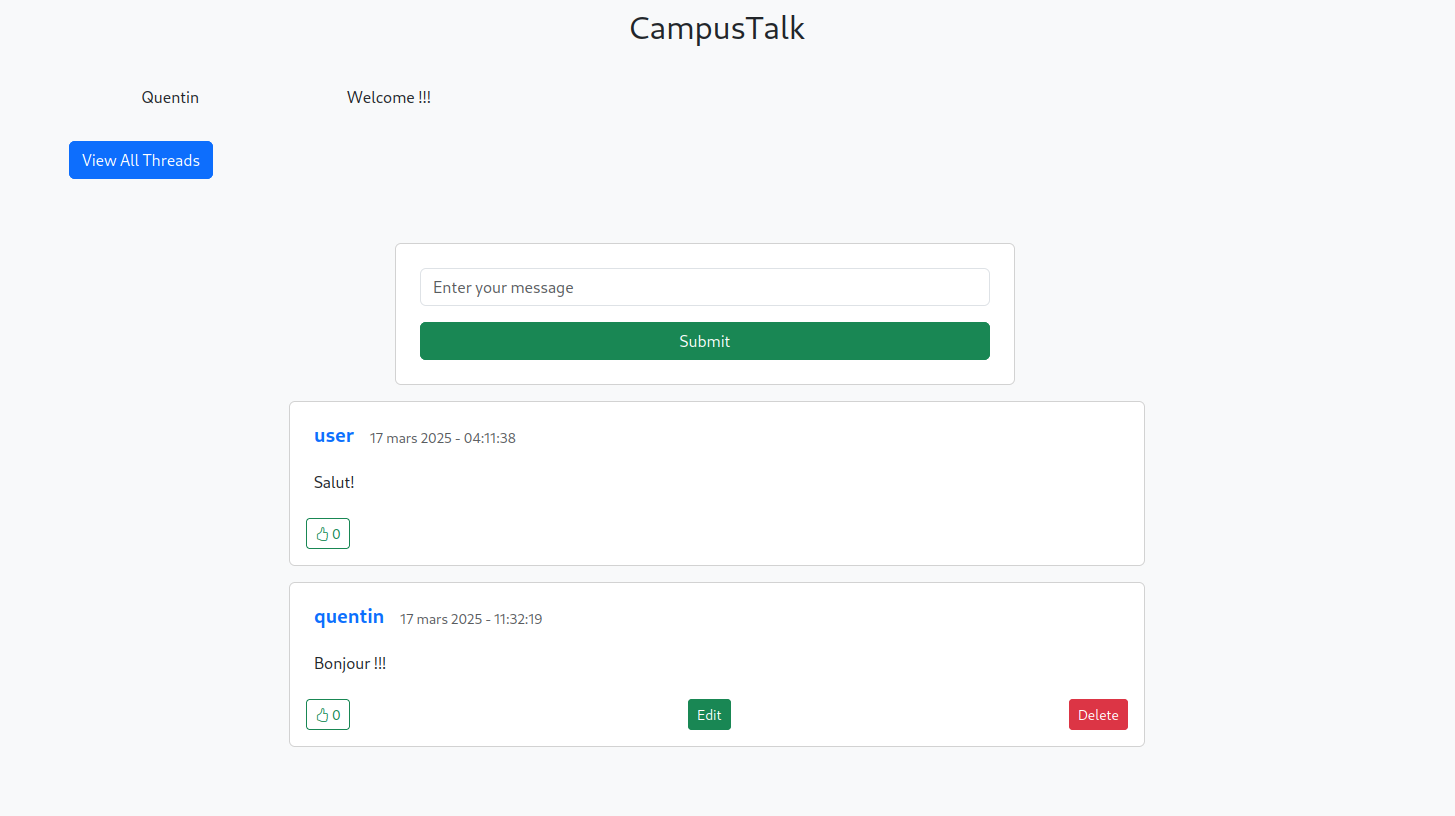 CampusTalk
Quentin Welcome !!!
View All Threads
Enter your message
Submit
user 17 mars 2025 - 04:11:38
Salut!
0
quentin 17 mars 2025 - 11:32:19
Bonjour !!!
0 Edit Delete